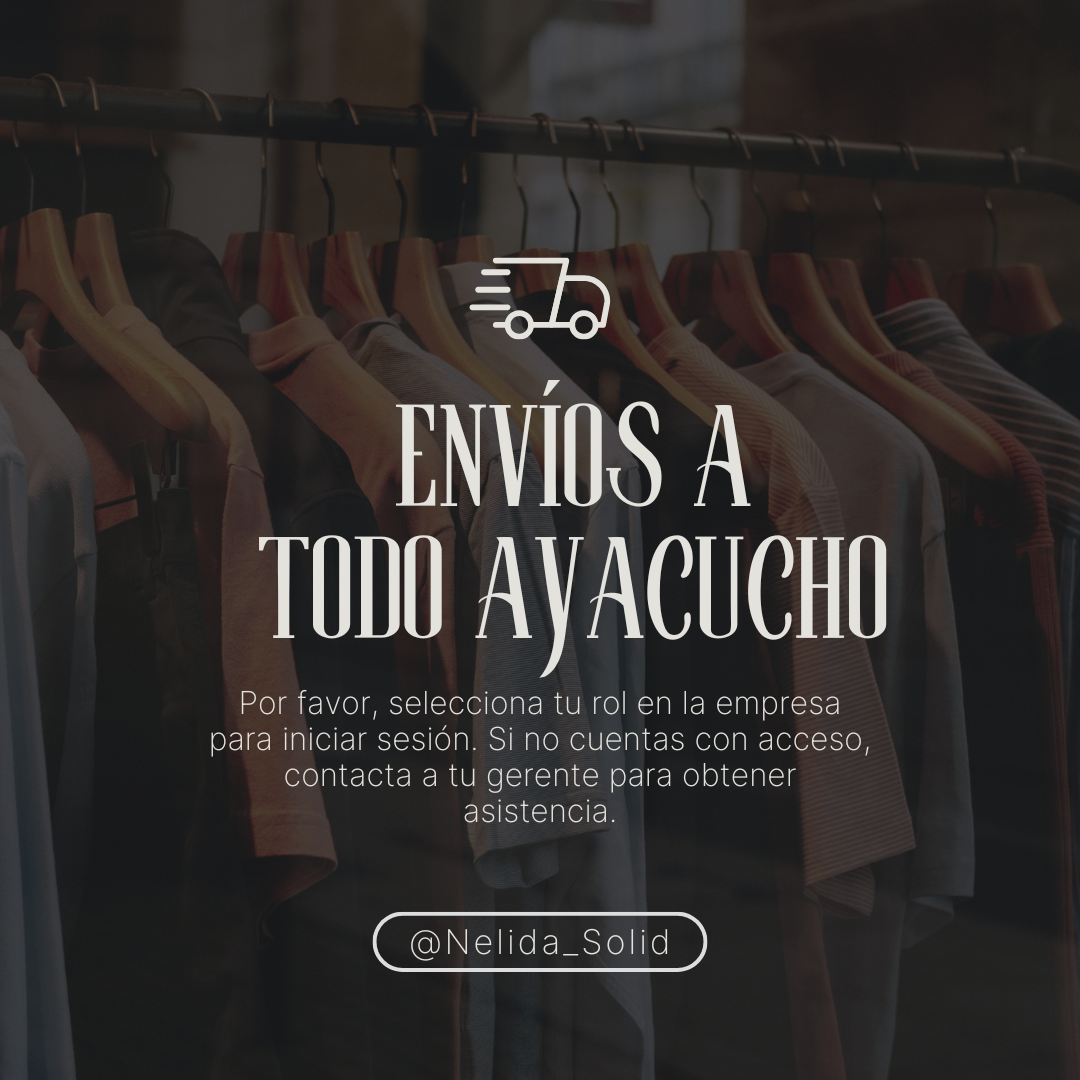 ENVÍOS A
TODO AYACUCHO
Por favor, selecciona tu rol en la empresa
para iniciar sesión. Si no cuentas con acceso,
contacta a tu gerente para obtener
asistencia.
@Nelida_Solid